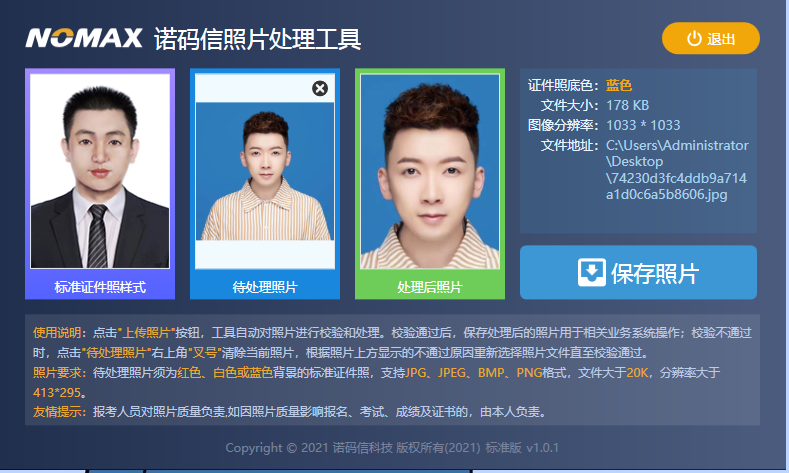 NOMAX 诺码信照片处理工具
退出
标准证件照样式
待处理照片
处理后照片
证件照底色：蓝色
文件大小：178 KB
图像分辨率：1033 * 1033
文件地址：C:\Users\Administrator
\Desktop
\74230d3fc4ddb9a714
a1d0c6a5b8606.jpg
保存照片
使用说明：点击"上传照片"按钮，工具自动对照片进行校验和处理。校验通过后，保存处理后的照片用于相关业务系统操作；校验不通过
时，点击"待处理照片"右上角"叉号"清除当前照片，根据照片上方显示的不通过原因重新选择照片文件直至校验通过。
照片要求：待处理照片须为红色、白色或蓝色背景的标准证件照，支持JPG、JPEG、BMP、PNG格式，文件大于20K，分辨率大于
413*295。
友情提示：报考人员对照片质量负责,如因照片质量影响报名、考试、成绩及证书的，由本人负责。
Copyright © 2021 诺码信科技 版权所有(2021) 标准版 v1.0.1